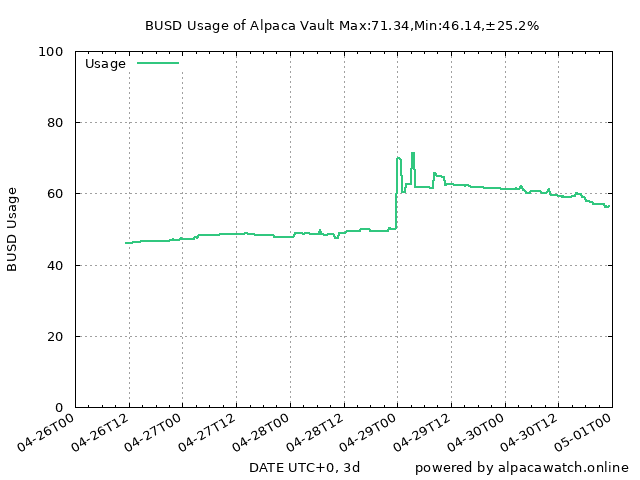 BUSD Usage of Alpaca Vault Max:71.34,Min:46.14,±25.2%
100
Usage
80
60
BUSD Usage
40
20
0
04-26T00
04-26T12
04-27T00
04-27T12
04-28T00
04-28T12
04-29T00
04-29T12
04-30T00
04-30T12
05-01T00
DATE UTC+0, 3d
powered by alpacawatch.online